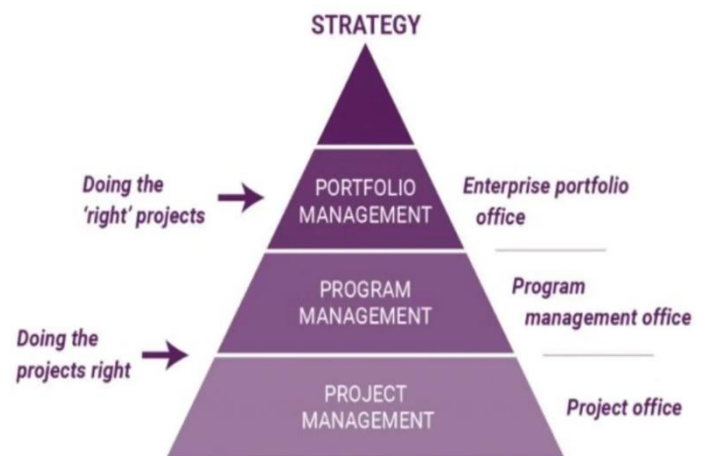 STRATEGY
Doing the
'right' projects
PORTFOLIO
MANAGEMENT
Enterprise portfolio
office
PROGRAM
MANAGEMENT
Program
management office
Doing the
projects right
PROJECT
MANAGEMENT
Project office